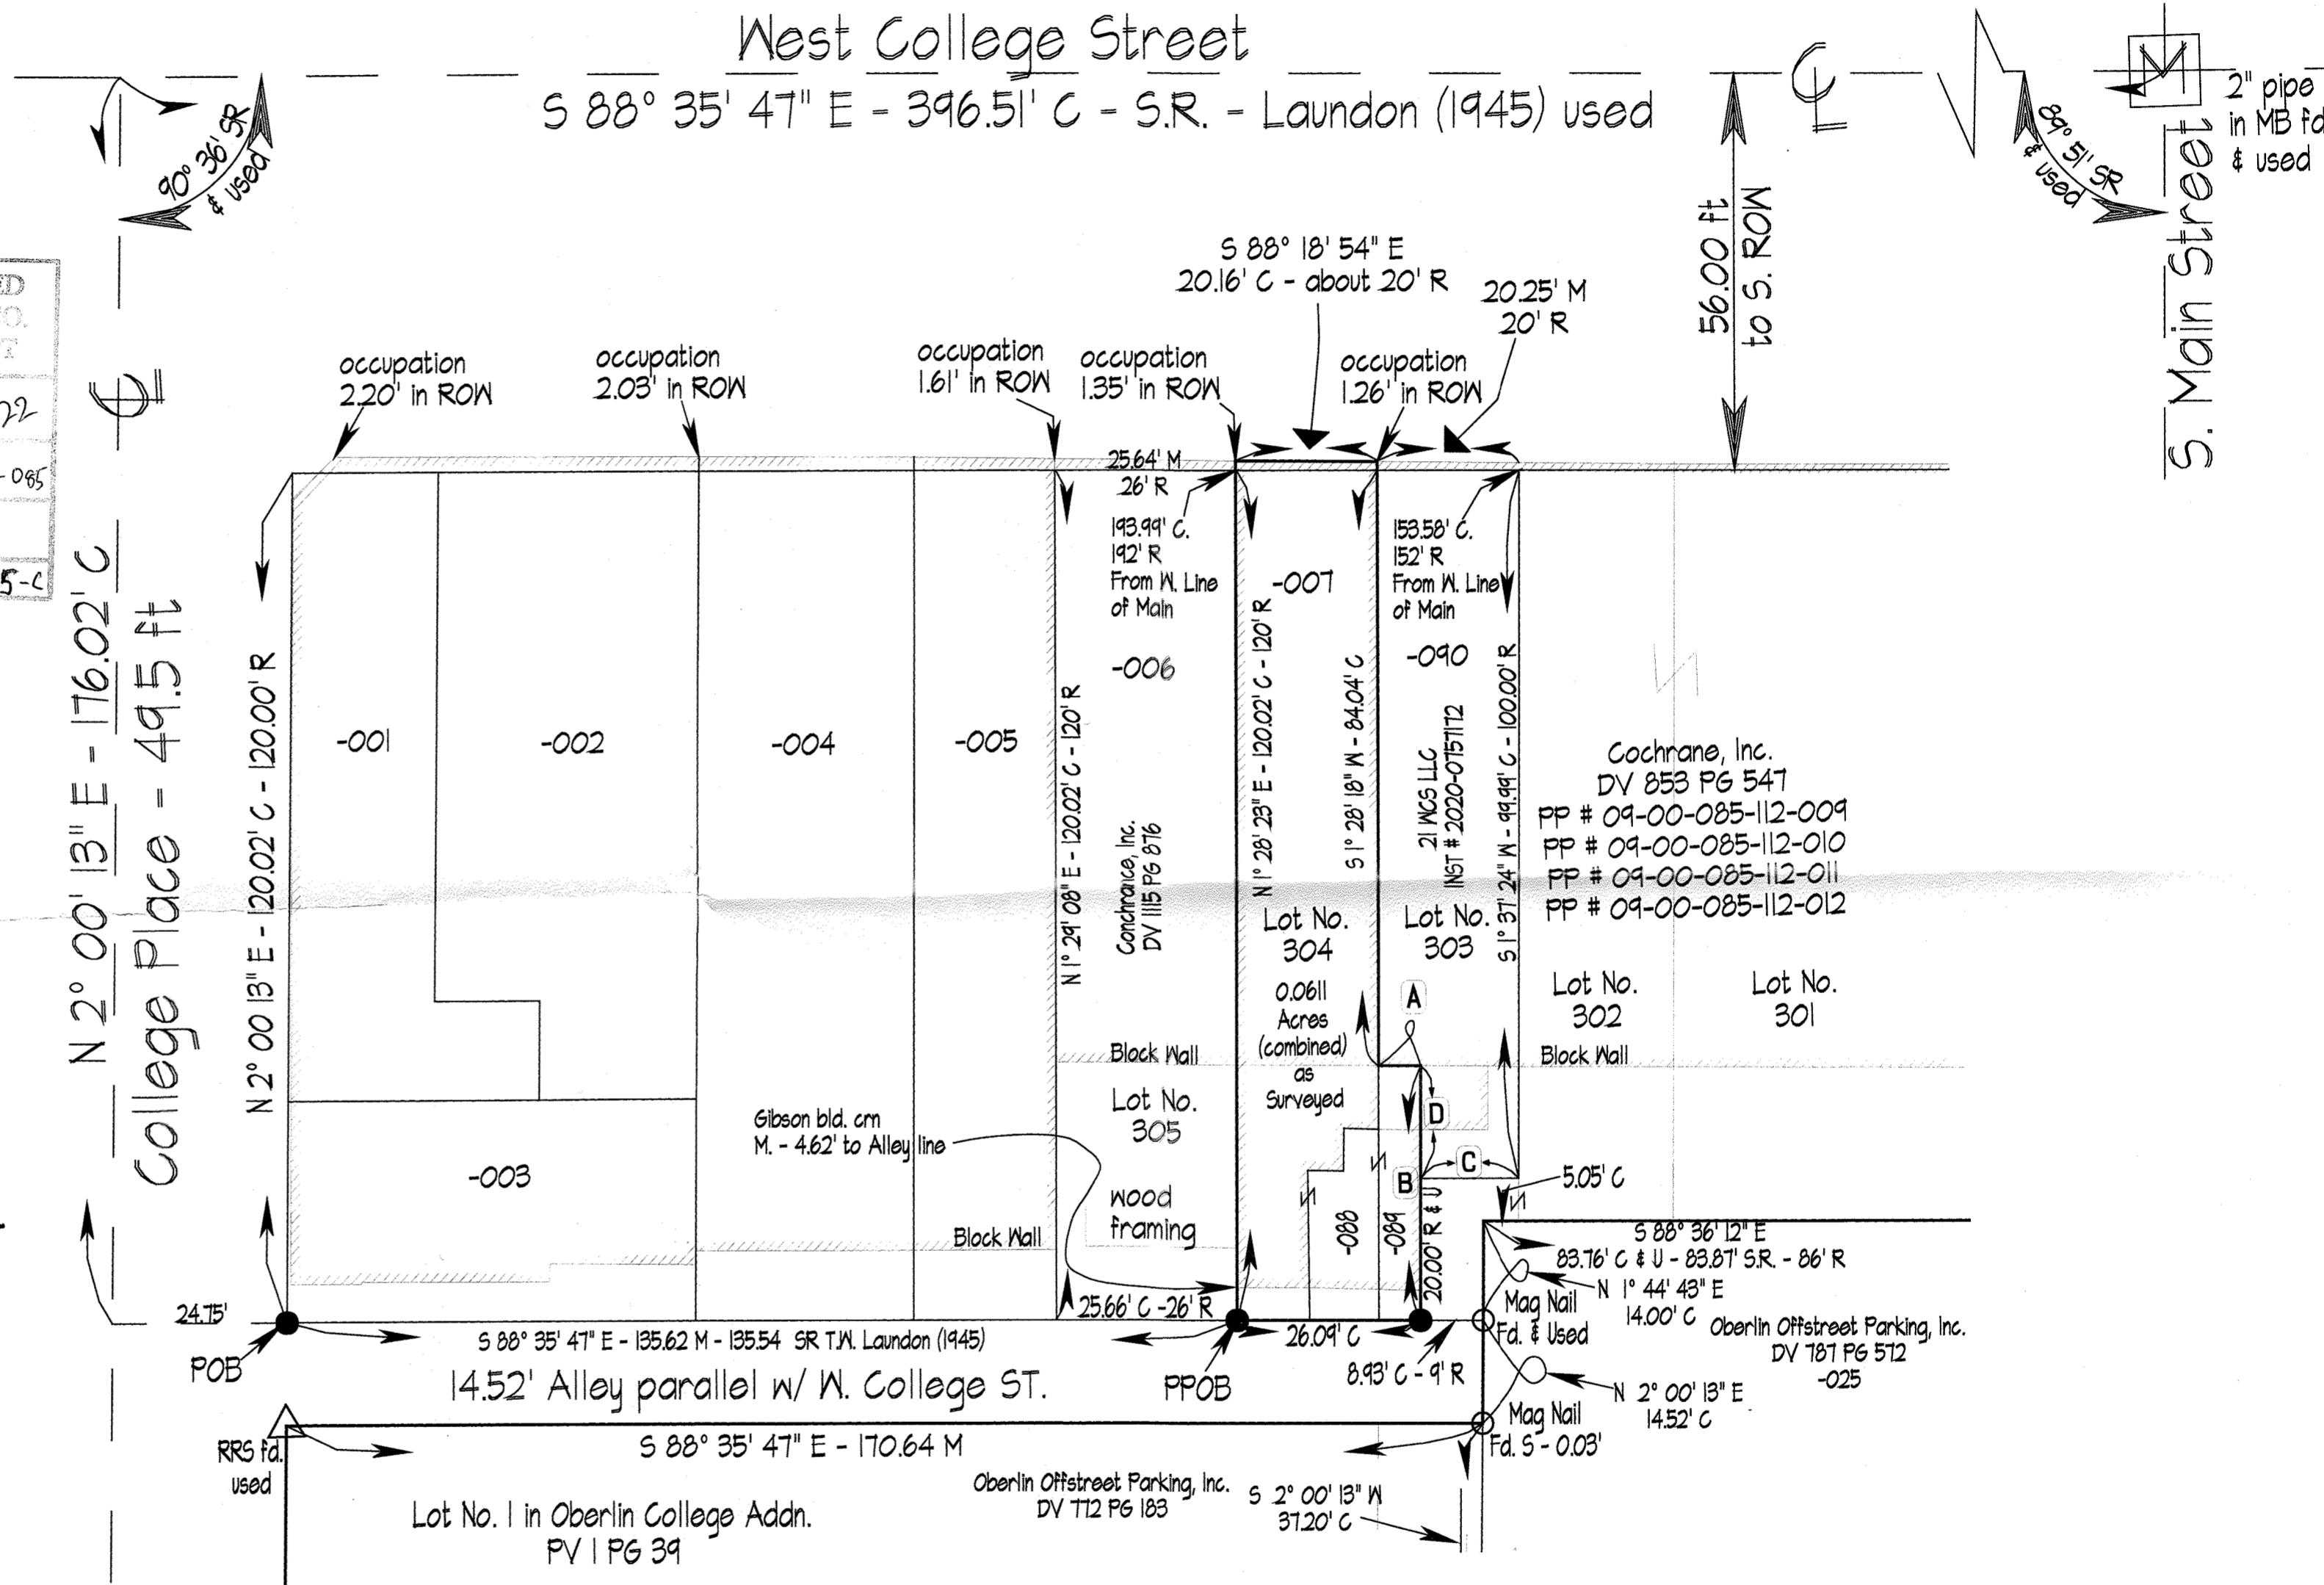 West College Street
S 88° 35' 47" E - 396.51' C - S.R. - Laundon (1945) used
90° 36' SR
& used
56.00 ft
to S. ROW
89° 51' SR
& used
2" pipe
in MB fd
& used
S. Main Street
22
-085
5-C
S 88° 18' 54" E
20.16' C - about 20' R
20.25' M
20' R
occupation
2.20' in ROW
occupation
2.03' in ROW
occupation
1.61' in ROW
occupation
1.35' in ROW
occupation
1.26' in ROW
25.64' M
26' R
193.99' C.
192' R
From W. Line
of Main
-007
153.58' C.
152' R
From W. Line
of Main
-006
-090
N 2° 00' 13" E - 176.02' C
College Place - 49.5 ft
N 2° 00 13" E - 120.02' C - 120.00' R
-001
-002
-004
-005
N 1° 29' 08" E - 120.02' C - 120' R
Conchrance, Inc.
DV 1115 PG 876
N 1° 28' 23" E - 120.02' C - 120' R
S 1° 28' 18" W - 84.04' C
21 WCS LLC
INST # 2020-0757172
S 1° 37' 24" W - 99.99' C - 100.00' R
Cochrane, Inc.
DV 853 PG 547
PP # 09-00-085-112-009
PP # 09-00-085-112-010
PP # 09-00-085-112-011
PP # 09-00-085-112-012
Lot No.
304
Lot No.
303
Lot No.
302
Lot No.
301
0.0611
Acres
(combined)
as
Surveyed
A
Block Wall
Block Wall
Lot No.
305
Gibson bld. crn
M. - 4.62' to Alley line
D
C
B
-003
5.05' C
wood
framing
Block Wall
-088
-089
20.00' R & U
S 88° 36' 12" E
83.76' C & U - 83.87' S.R. - 86' R
N 1° 44' 43" E
14.00' C
Mag Nail
Fd. & Used
24.75'
25.66' C -26' R
S 88° 35' 47" E - 135.62 M - 135.54 SR T.W. Laundon (1945)
26.09' C
Oberlin Offstreet Parking, Inc.
DV 787 PG 572
-025
POB
14.52' Alley parallel w/ W. College ST.
PPOB
8.93' C - 9' R
N 2° 00' 13" E
14.52' C
Mag Nail
Fd. S - 0.03'
RRS fd.
used
S 88° 35' 47" E - 170.64 M
Oberlin Offstreet Parking, Inc.
DV 772 PG 183
S 2° 00' 13" W
37.20' C
Lot No. 1 in Oberlin College Addn.
PV 1 PG 39